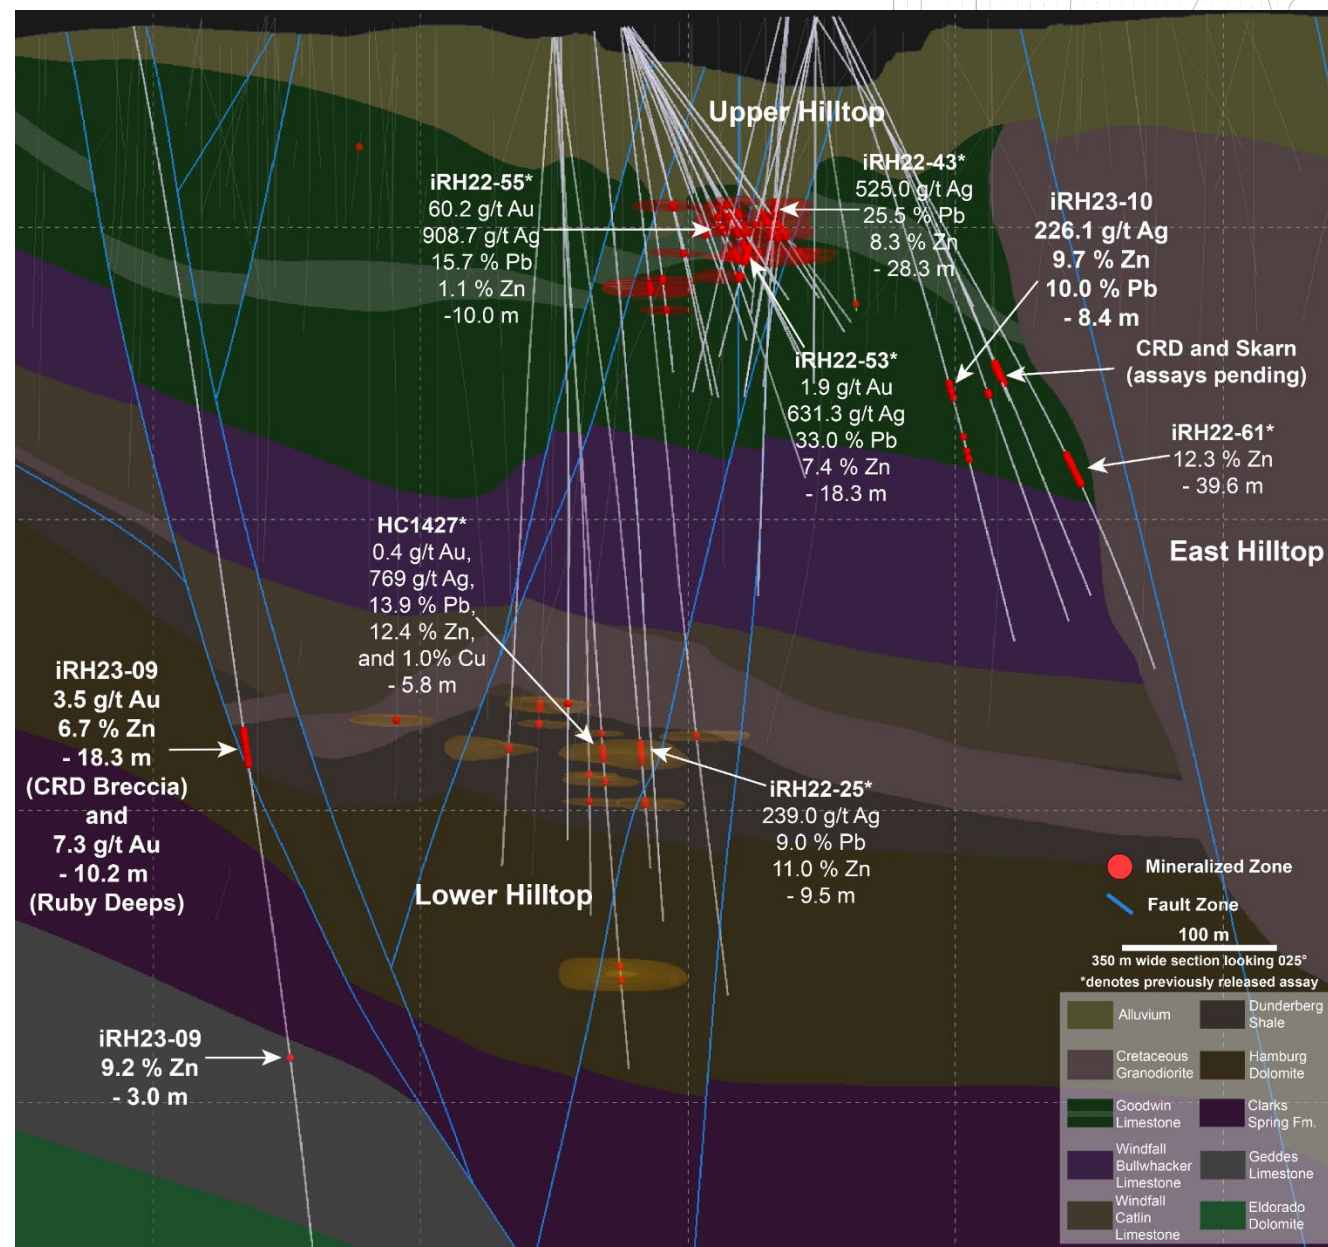 Upper Hilltop
iRH22-55*
60.2 g/t Au
908.7 g/t Ag
15.7 % Pb
1.1 % Zn
-10.0 m
iRH22-43*
525.0 g/t Ag
25.5 % Pb
8.3 % Zn
- 28.3 m
iRH23-10
226.1 g/t Ag
9.7 % Zn
10.0 % Pb
- 8.4 m
CRD and Skarn
(assays pending)
iRH22-53*
1.9 g/t Au
631.3 g/t Ag
33.0 % Pb
7.4 % Zn
- 18.3 m
iRH22-61*
12.3 % Zn
- 39.6 m
East Hilltop
HC1427*
0.4 g/t Au,
769 g/t Ag,
13.9 % Pb,
12.4 % Zn,
and 1.0% Cu
- 5.8 m
iRH23-09
3.5 g/t Au
6.7 % Zn
- 18.3 m
(CRD Breccia)
and
7.3 g/t Au
- 10.2 m
(Ruby Deeps)
iRH22-25*
239.0 g/t Ag
9.0 % Pb
11.0 % Zn
- 9.5 m
Lower Hilltop
iRH23-09
9.2 % Zn
- 3.0 m
Mineralized Zone
Fault Zone
100 m
350 m wide section looking 025°
*denotes previously released assay
Alluvium
Cretaceous
Granodiorite
Goodwin
Limestone
Windfall
Bullwhacker
Limestone
Windfall
Catlin
Limestone
Dunderberg
Shale
Hamburg
Dolomite
Clarks
Spring Fm.
Geddes
Limestone
Eldorado
Dolomite